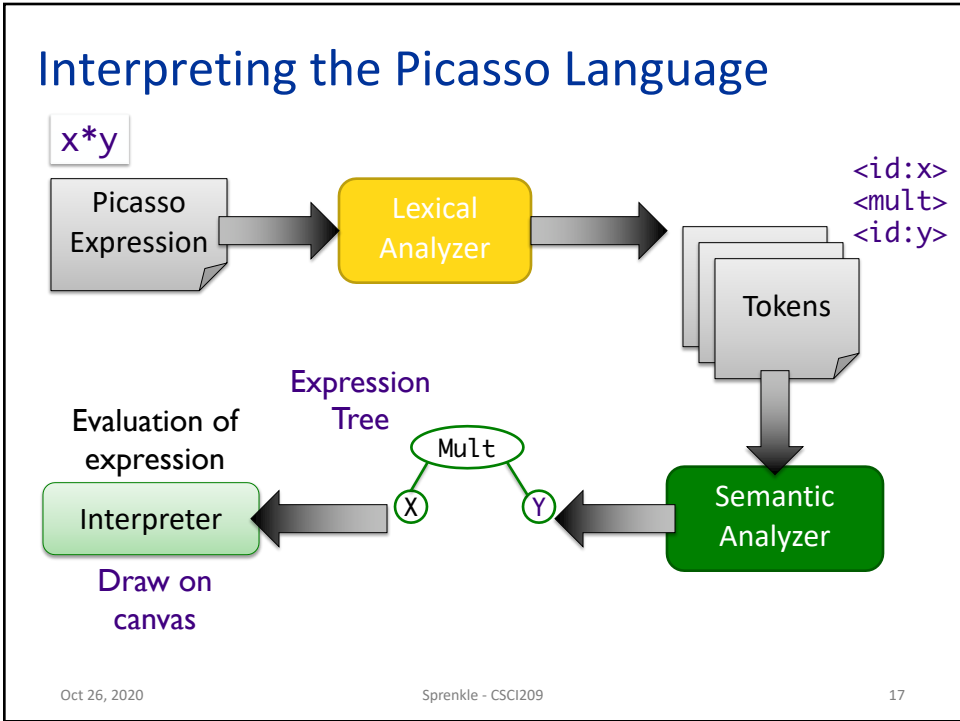 Interpreting the Picasso Language
x*y
Picasso
Expression
Lexical
Analyzer
<id:x>
<mult>
<id:y>
Tokens
Semantic
Analyzer
Expression
Tree
Mult
X
Y
Evaluation of
expression
Interpreter
Draw on
canvas
Oct 26, 2020
Sprenkle - CSCI209
17